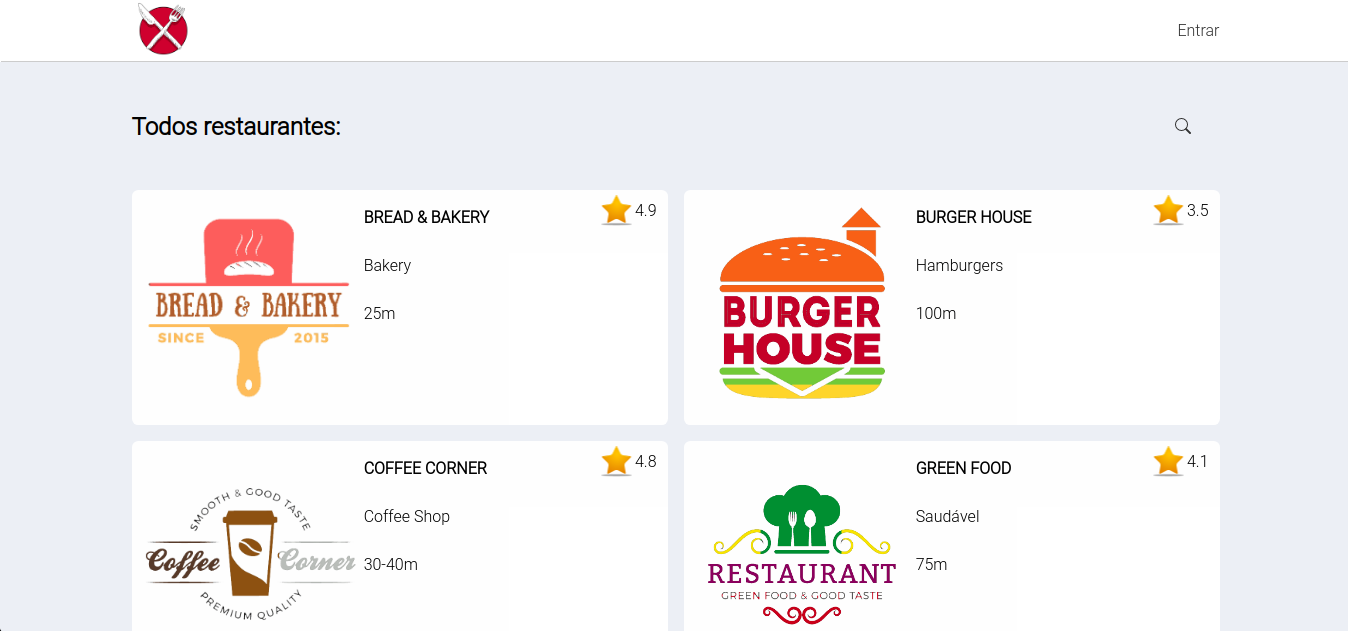 Entrar
Todos restaurantes:
BREAD & BAKERY
SINCE 2015
BREAD & BAKERY
4.9
Bakery
25m
BURGER
HOUSE
BURGER HOUSE
3.5
Hamburgers
100m
SMOOTH & GOOD TASTE
Coffee Corner
PREMIUM QUALITY
COFFEE CORNER
4.8
Coffee Shop
30-40m
RESTAURANT
GREEN FOOD & GOOD TASTE
GREEN FOOD
4.1
Saudável
75m